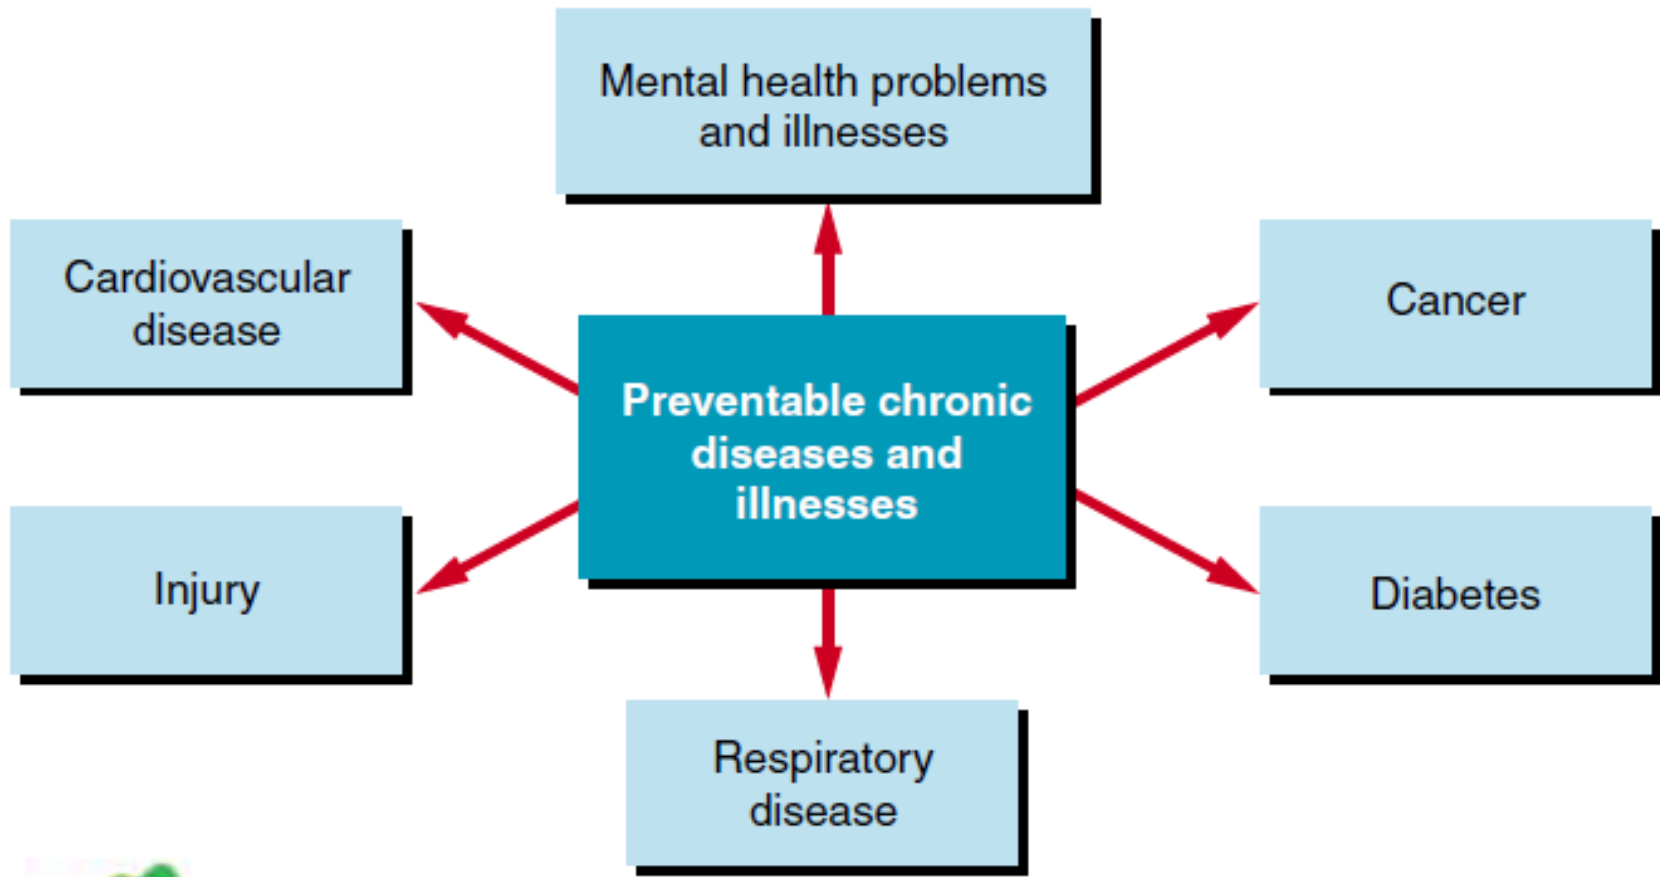 Mental health problems
and illnesses
Cardiovascular
disease
Cancer
Preventable chronic
diseases and
illnesses
Injury
Diabetes
Respiratory
disease